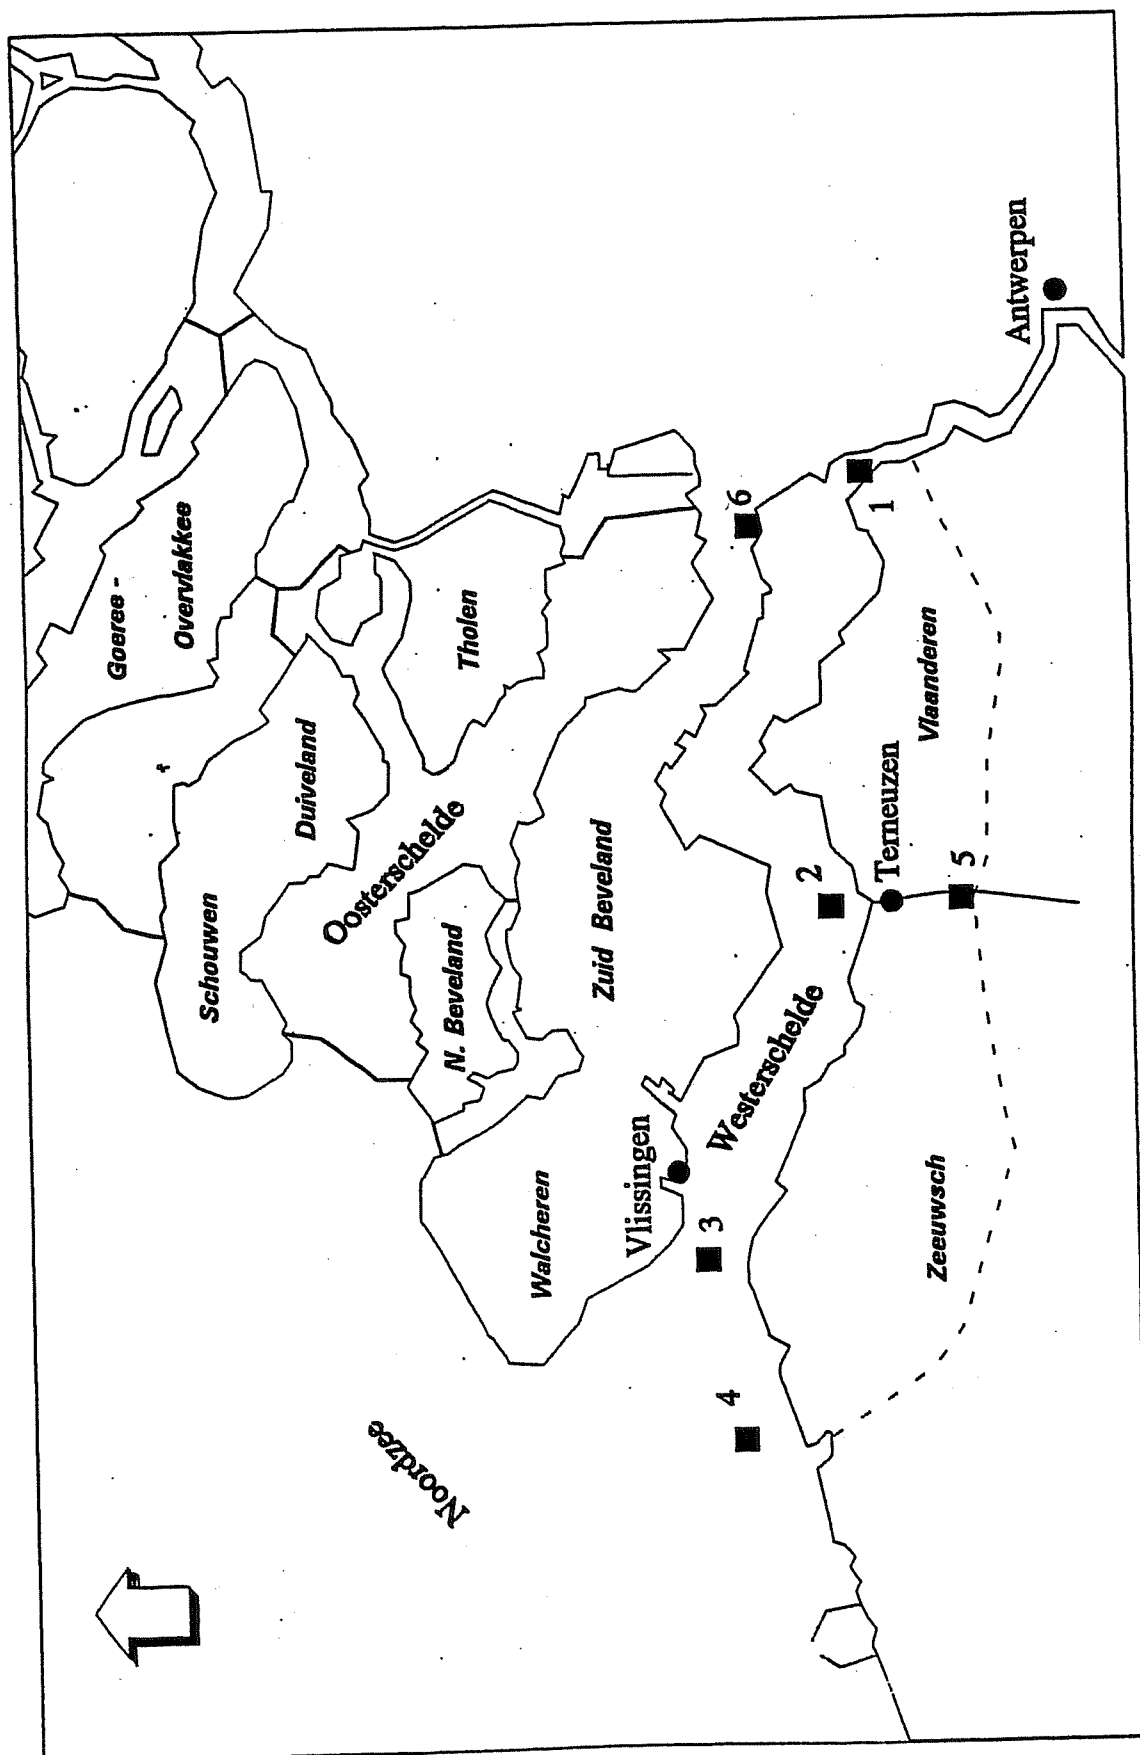 Goeree -
Overvlakkee
Schouwen
Duiveland
Tholen
Oosterschelde
N. Beveland
Zuid Beveland
Walcheren
Noordzee
Vlissingen
Westerschelde
Terneuzen
Zeeuwsch
Vlaanderen
Antwerpen
1
2
3
4
5
6